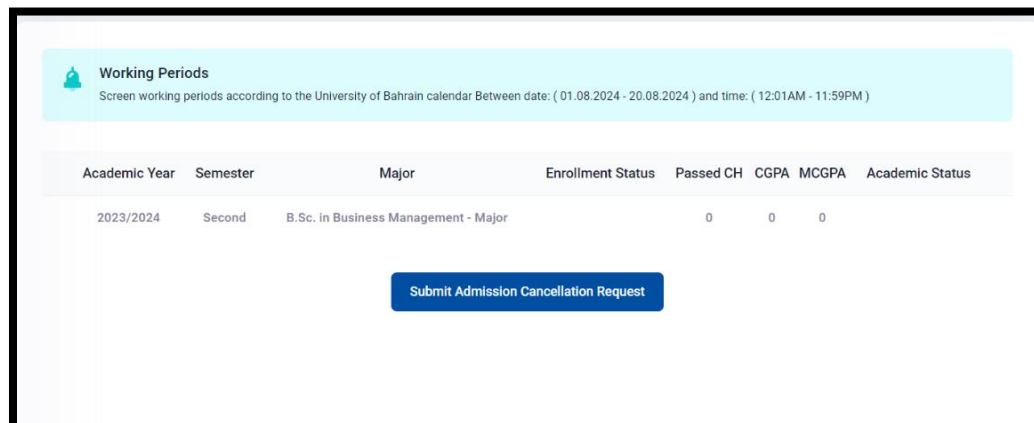 Working Periods
Screen working periods according to the University of Bahrain calendar Between date: ( 01.08.2024 - 20.08.2024 ) and time: ( 12:01AM - 11:59PM )
Academic Year Semester Major Enrollment Status Passed CH CGPA MCGPA Academic Status
2023/2024 Second B.Sc. in Business Management - Major 0 0 0
Submit Admission Cancellation Request